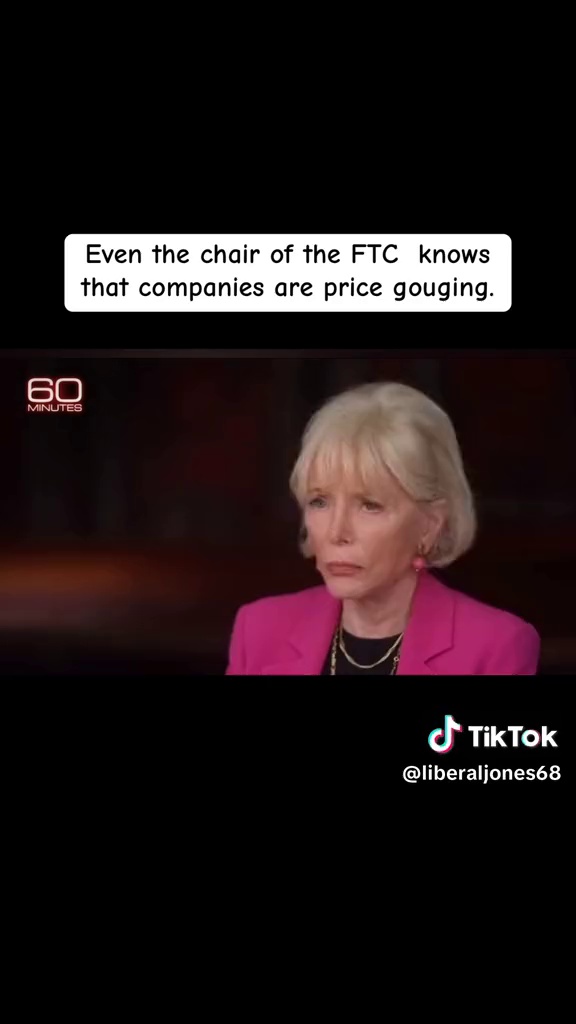 Even the chair of the FTC knows
that companies are price gouging.
60
MINUTES
TikTok
@liberaljones68